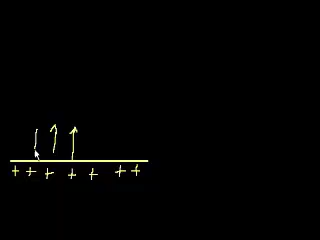 + + + + + + +